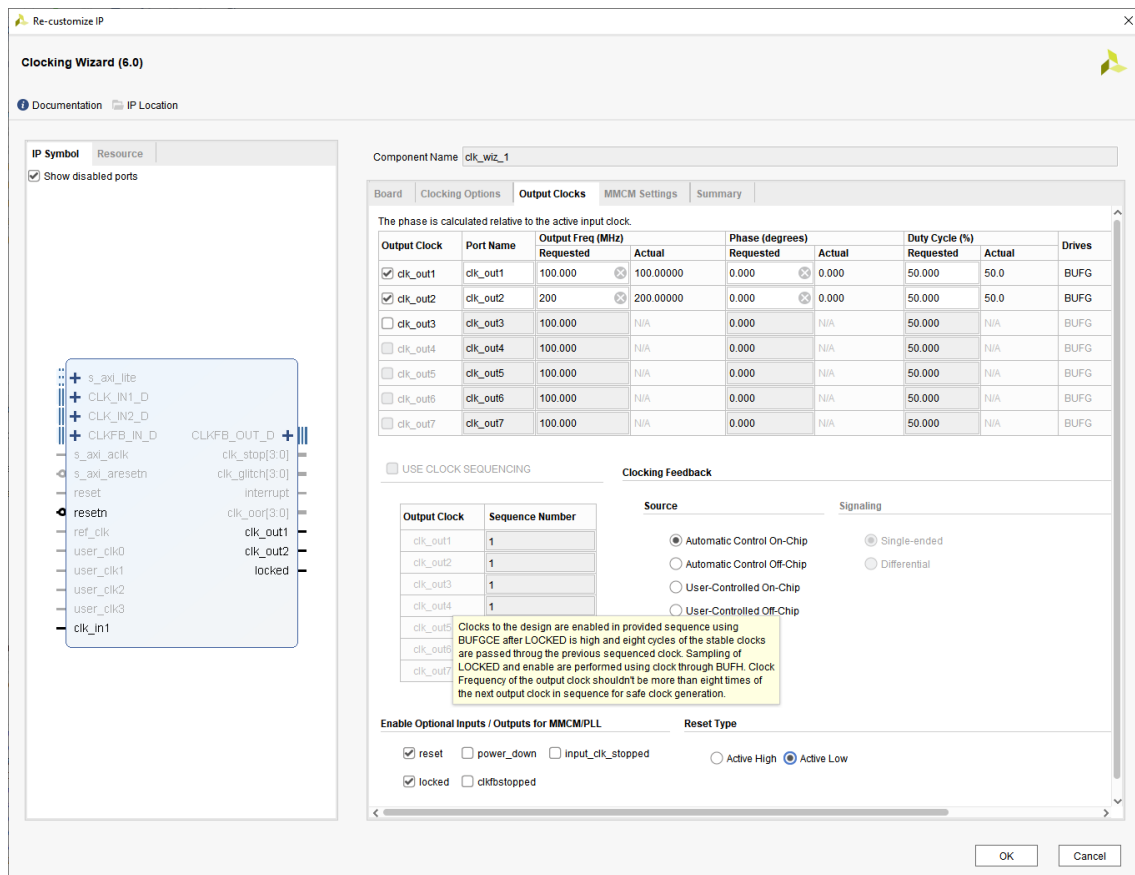 Re-customize IP
Clocking Wizard (6.0)
Documentation IP Location
IP Symbol Resource
Show disabled ports
s_axi_lite
CLK_IN1_D
CLK_IN2_D
CLKFB_IN_D CLKFB_OUT_D
s_axi_aclk clk_stop[3:0]
s_axi_aresetn clk_glitch[3:0]
reset interrupt
resetn clk_oor[3:0]
ref_clk clk_out1
user_clk0 clk_out2
user_clk1 locked
user_clk2
user_clk3
clk_in1
Component Name clk_wiz_1
Board Clocking Options Output Clocks MMCM Settings Summary
The phase is calculated relative to the active input clock.
Output Clock Port Name Output Freq (MHz) Phase (degrees) Duty Cycle (%) Drives
Requested Actual Requested Actual Requested Actual
clk_out1 clk_out1 100.000 100.00000 0.000 0.000 50.000 50.0 BUFG
clk_out2 clk_out2 200 200.00000 0.000 0.000 50.000 50.0 BUFG
clk_out3 clk_out3 100.000 N/A 0.000 N/A 50.000 N/A BUFG
clk_out4 clk_out4 100.000 N/A 0.000 N/A 50.000 N/A BUFG
clk_out5 clk_out5 100.000 N/A 0.000 N/A 50.000 N/A BUFG
clk_out6 clk_out6 100.000 N/A 0.000 N/A 50.000 N/A BUFG
clk_out7 clk_out7 100.000 N/A 0.000 N/A 50.000 N/A BUFG
USE CLOCK SEQUENCING
Output Clock Sequence Number
clk_out1 1
clk_out2 1
clk_out3 1
clk_out4 1
clk_out5
clk_out6
clk_out7
Clocking Feedback
Source Signaling
Automatic Control On-Chip Single-ended
Automatic Control Off-Chip Differential
User-Controlled On-Chip
User-Controlled Off-Chip
Clocks to the design are enabled in provided sequence using
BUFGCE after LOCKED is high and eight cycles of the stable clocks
are passed throug the previous sequenced clock. Sampling of
LOCKED and enable are performed using clock through BUFH. Clock
Frequency of the output clock shouldn't be more than eight times of
the next output clock in sequence for safe clock generation.
Enable Optional Inputs / Outputs for MMCM/PLL
reset power_down input_clk_stopped
locked clkfbstopped
Reset Type
Active High Active Low
OK Cancel